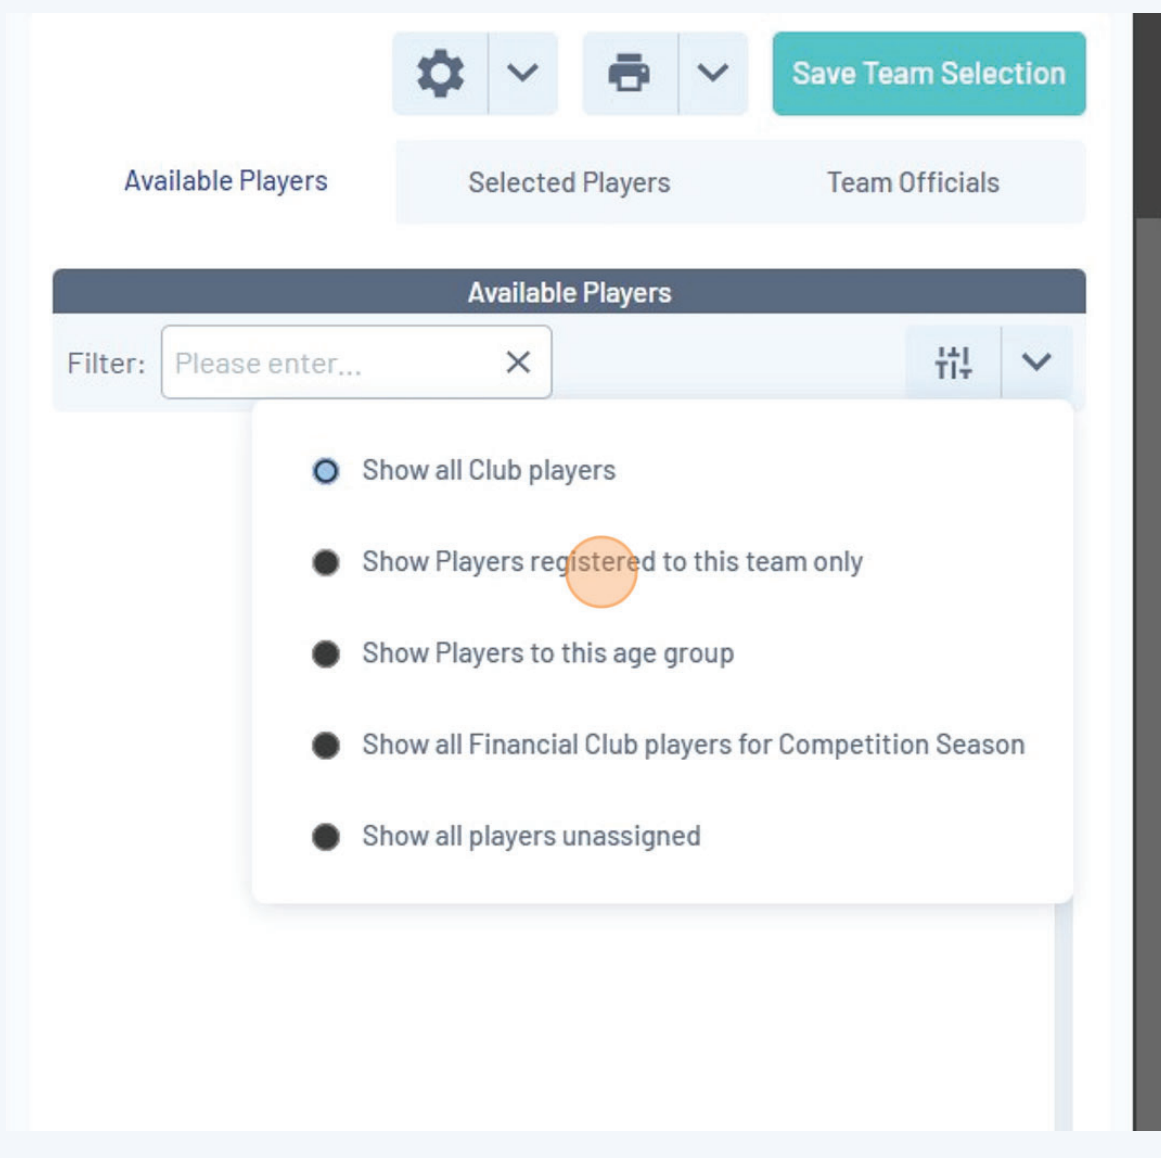 Save Team Selection
Available Players
Selected Players
Team Officials
Available Players
Filter: Please enter...
Show all Club players
Show Players registered to this team only
Show Players to this age group
Show all Financial Club players for Competition Season
Show all players unassigned